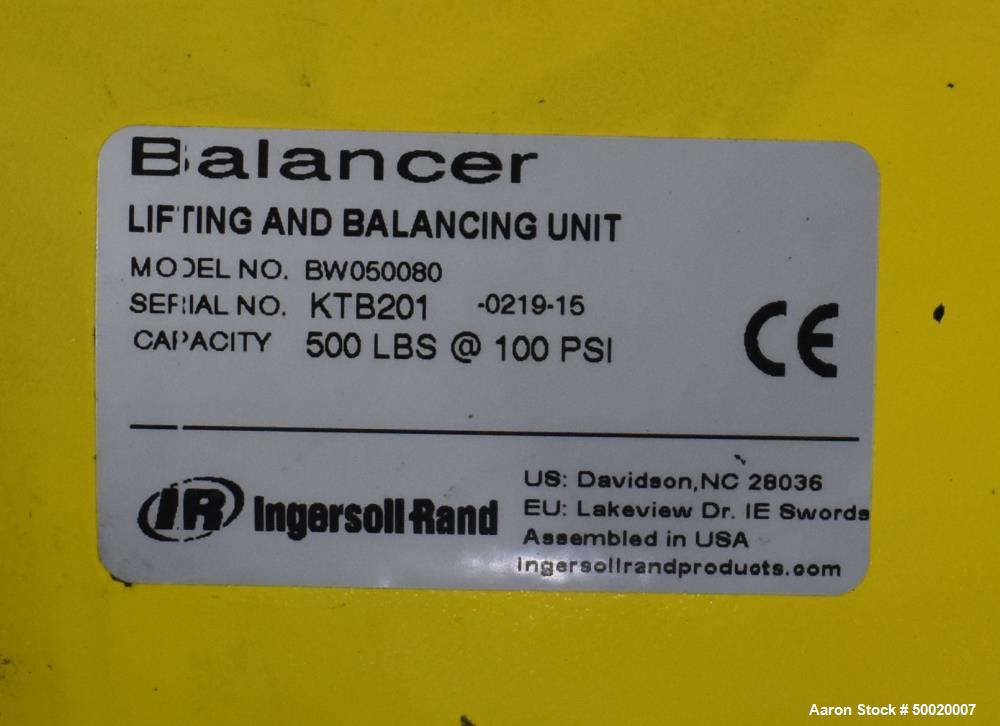 Balancer
LIFTING AND BALANCING UNIT
MODEL NO. BW050080
SERIAL NO. KTB201 -0219-15
CAPACITY 500 LBS @ 100 PSI
CE
IR Ingersoll-Rand
US: Davidson,NC 28036
EU: Lakeview Dr. IE Swords
Assembled in USA
ingersollrandproducts.com
Aaron Stock # 50020007